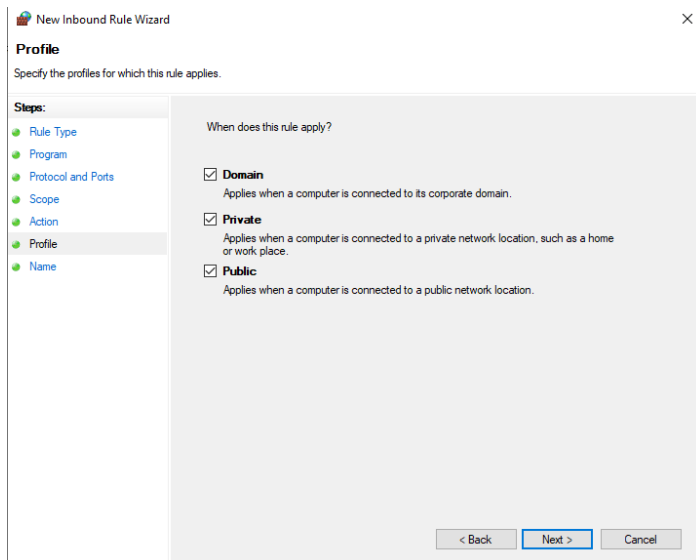 New Inbound Rule Wizard
Profile
Specify the profiles for which this rule applies.
Steps:
Rule Type
Program
Protocol and Ports
Scope
Action
Profile
Name
When does this rule apply?
Domain
Applies when a computer is connected to its corporate domain.
Private
Applies when a computer is connected to a private network location, such as a home
or work place.
Public
Applies when a computer is connected to a public network location.
< Back
Next >
Cancel